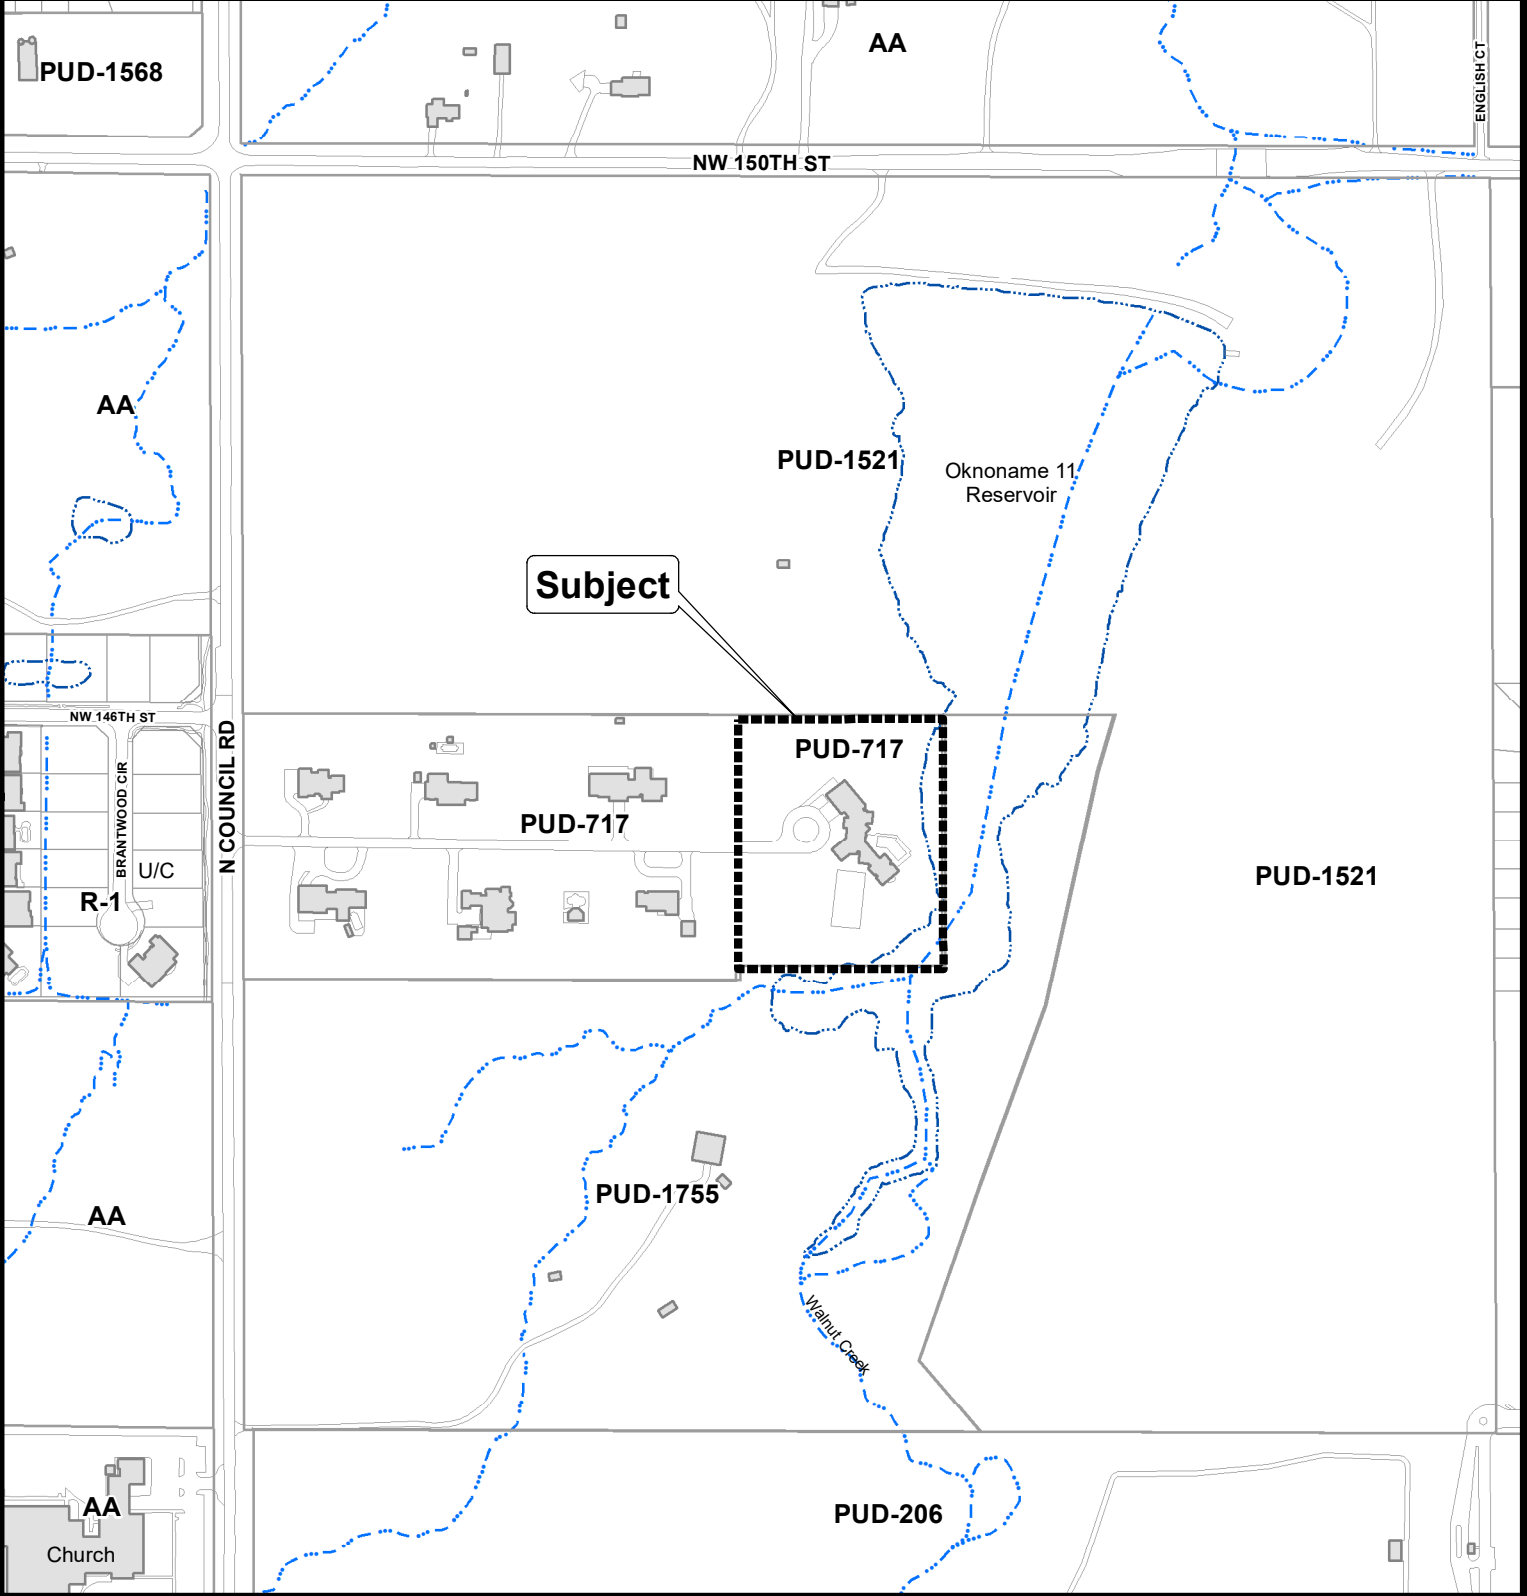 AA
PUD-1568
ENGLISH CT
NW 150TH ST
AA
PUD-1521
Oknoname 11
Reservoir
Subject
NW 146TH ST
N COUNCIL RD
PUD-717
BRANTWOOD CIR
PUD-717
U/C
R-1
PUD-1521
PUD-1755
AA
Walnut Creek
AA
PUD-206
Church